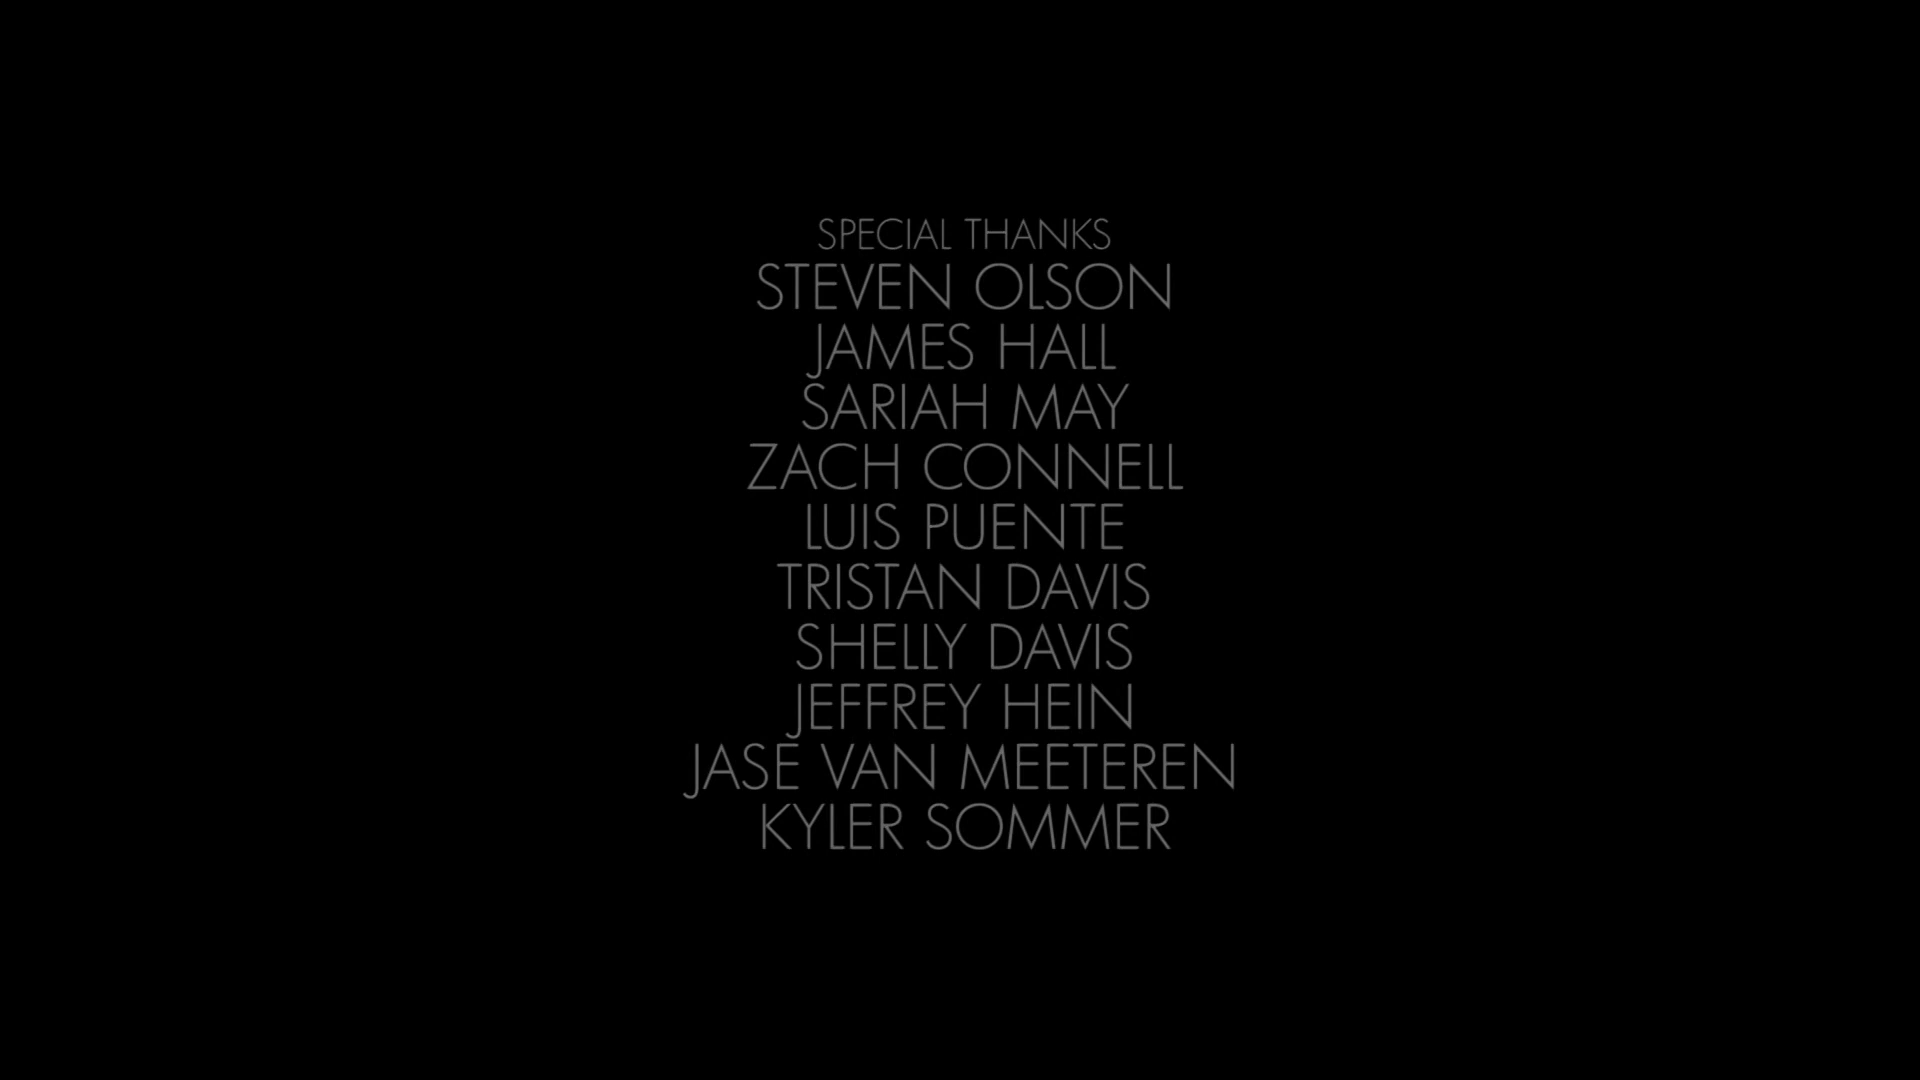 SPECIAL THANKS
STEVEN OLSON
JAMES HALL
SARIAH MAY
ZACH CONNELL
LUIS PUENTE
TRISTAN DAVIS
SHELLY DAVIS
JEFFREY HEIN
JASE VAN MEETEREN
KYLER SOMMER